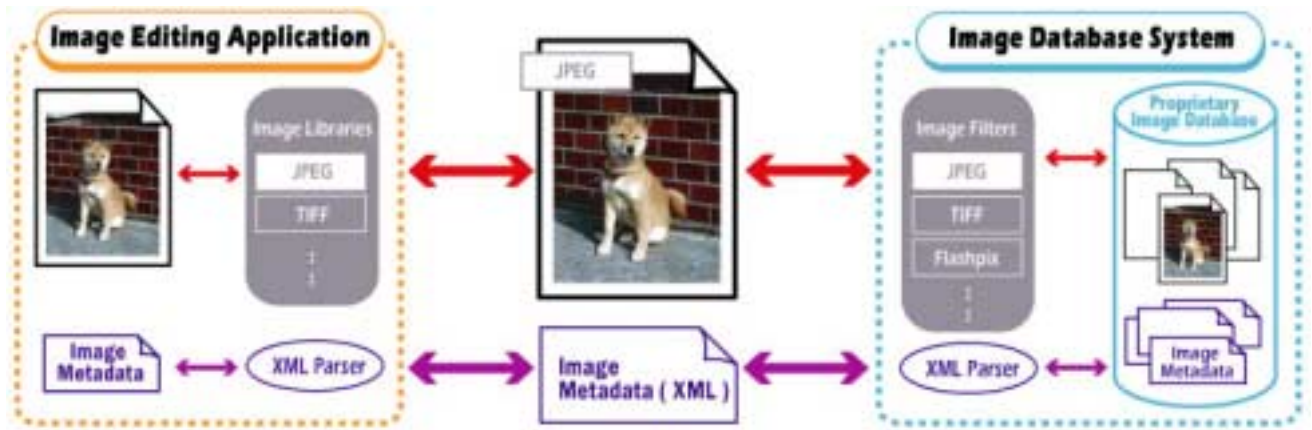 Image Editing Application
Image Libraries
JPEG
TIFF
JPEG
Image Database System
Image Filters
JPEG
TIFF
Flashpix
Proprietary
Image Database
Image
Metadata
XML Parser
Image
Metadata ( XML )
XML Parser
Image
Metadata